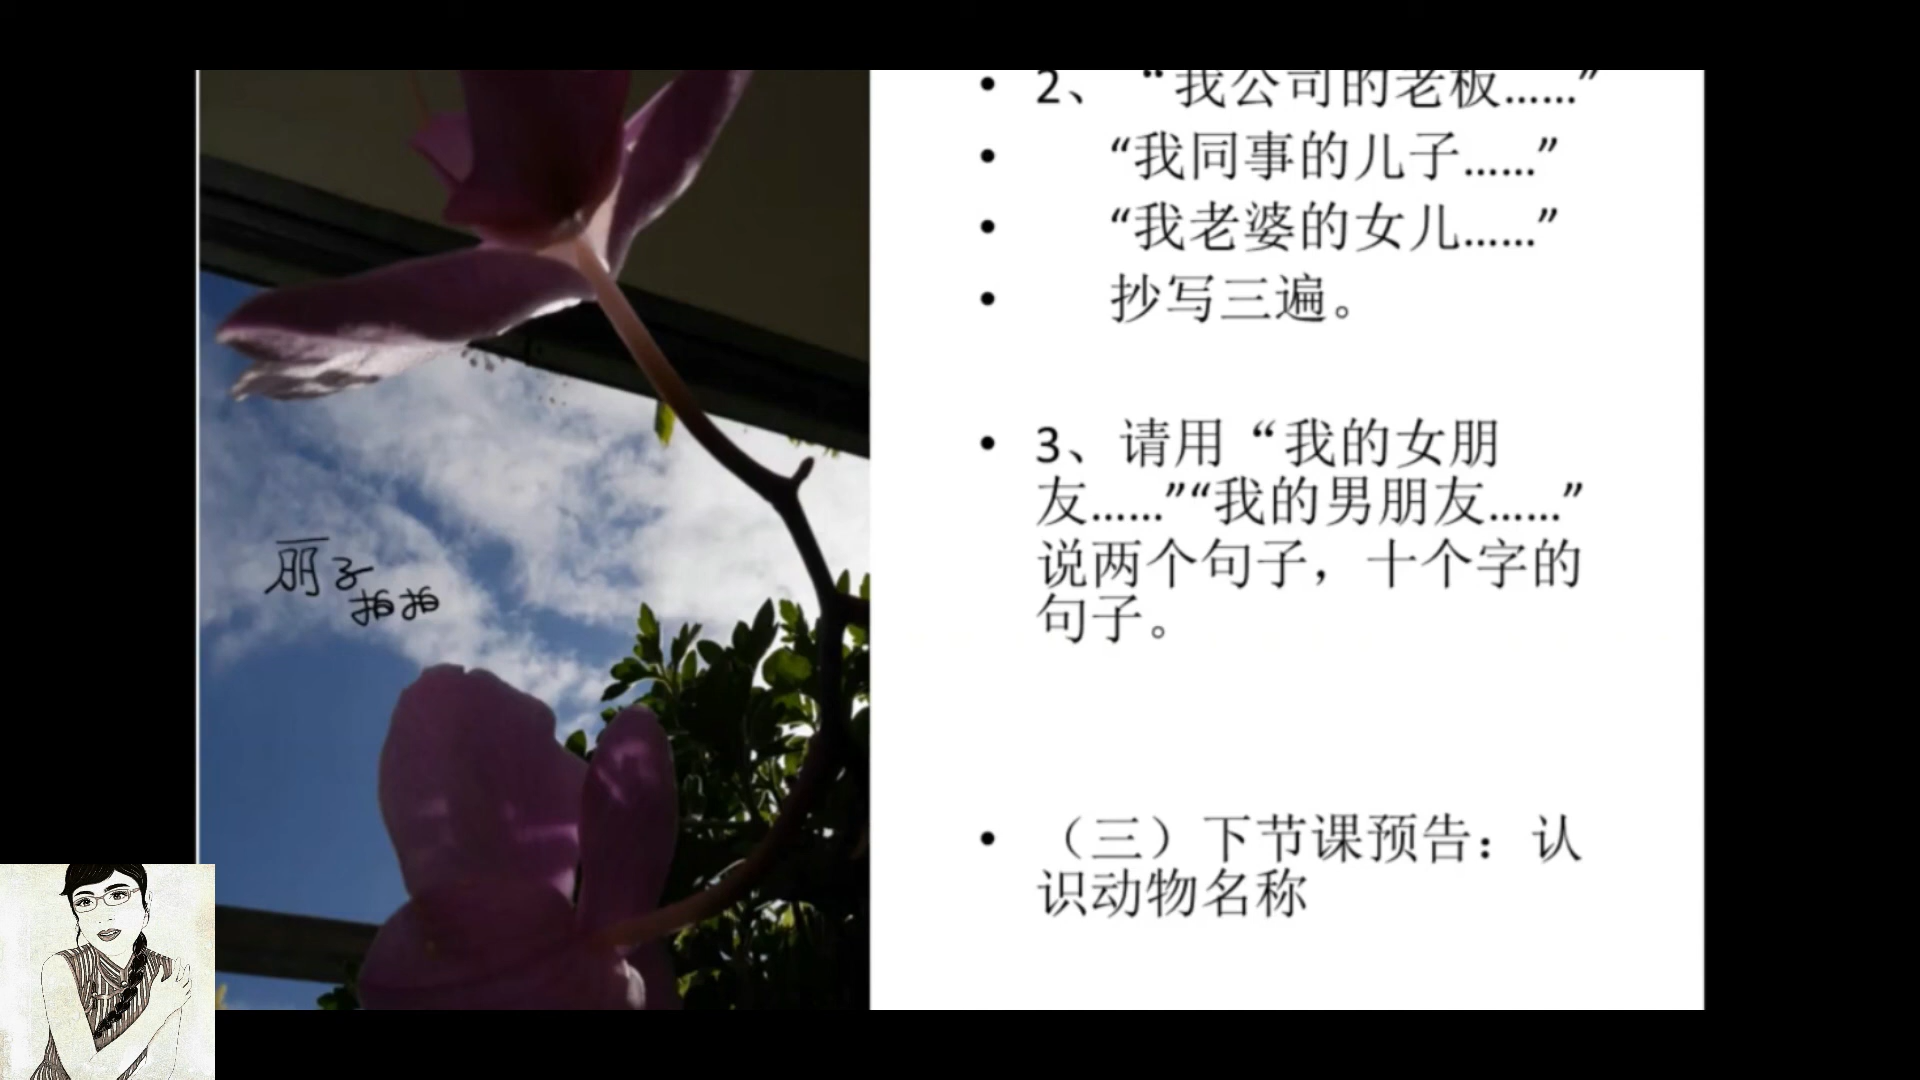 2、“我公司的老板……”
“我同事的儿子……”
“我老婆的女儿……”
抄写三遍。
3、请用“我的女朋
友……”“我的男朋友……”
说两个句子，十个字的
句子。
（三）下节课预告：认
识动物名称
丽子
拍拍